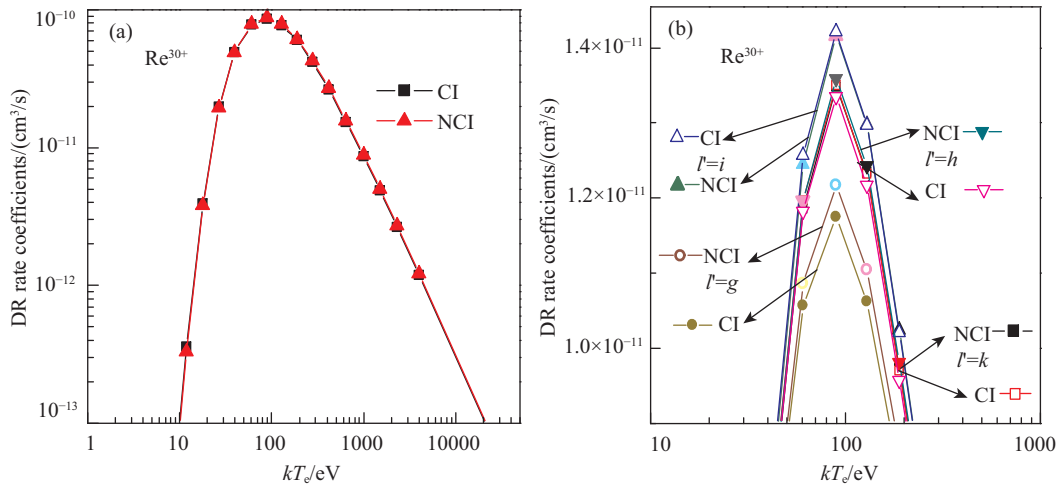 (a)
Re³⁰⁺
CI
NCI
10⁻¹⁰
10⁻¹¹
10⁻¹²
10⁻¹³
DR rate coefficients/(cm³/s)
1 10 100 1000 10000
kTₑ/eV
(b)
Re³⁰⁺
1.4×10⁻¹¹
1.2×10⁻¹¹
1.0×10⁻¹¹
DR rate coefficients/(cm³/s)
CI
l'=i
NCI
NCI
l'=g
CI
NCI
l'=h
CI
NCI
l'=k
CI
10 100 1000
kTₑ/eV